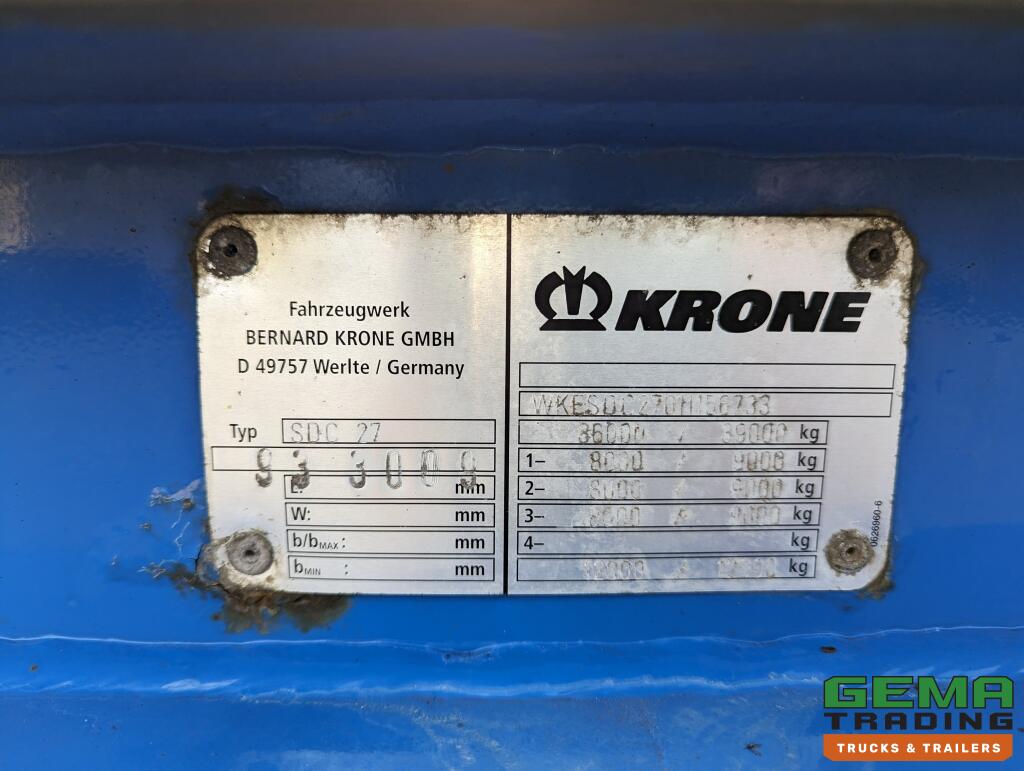 Fahrzeugwerk
BERNARD KRONE GMBH
D 49757 Werlte / Germany
Typ SDC 27
93 3009
L: mm
W: mm
b/bMAX: mm
bMIN : mm
KRONE
36000 / 39000 kg
1– 8000 / 9000 kg
2– 8000 / 9000 kg
3– 8000 / 9000 kg
4– kg
12000 / kg
0626960-6
GEMA
TRADING
TRUCKS & TRAILERS